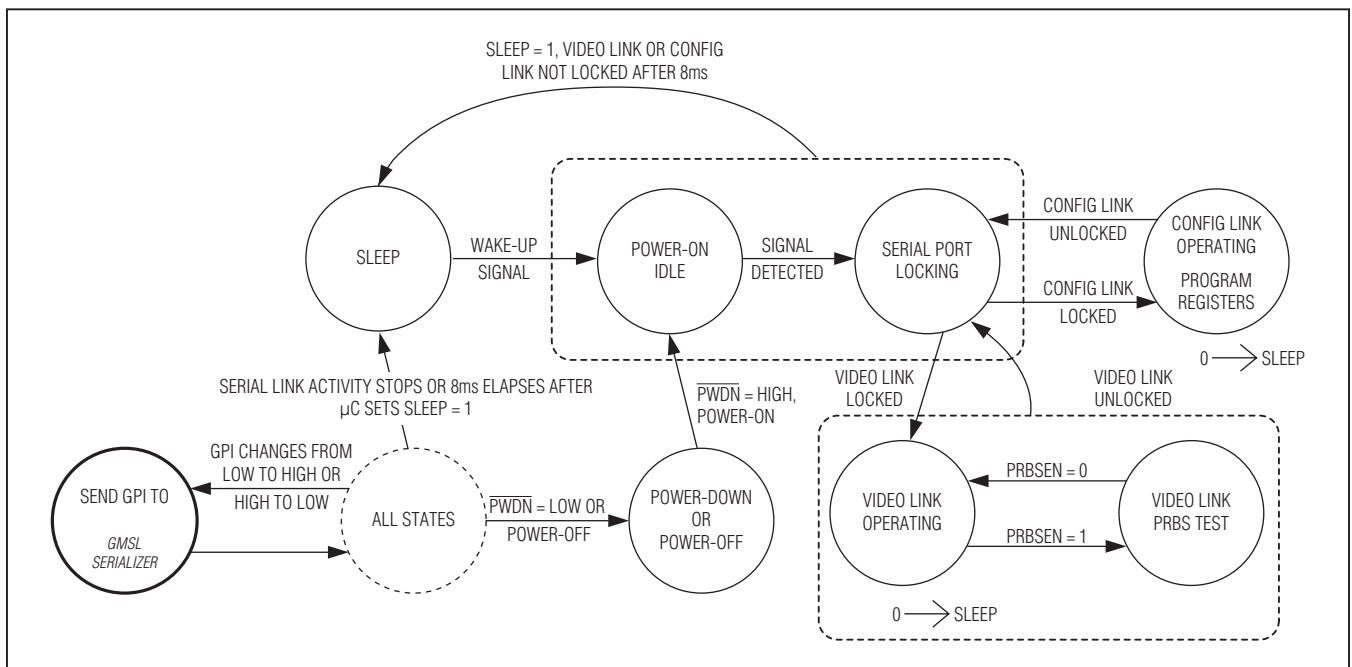 SLEEP = 1, VIDEO LINK OR CONFIG
LINK NOT LOCKED AFTER 8ms
SLEEP
WAKE-UP
SIGNAL
POWER-ON
IDLE
SIGNAL
DETECTED
SERIAL PORT
LOCKING
CONFIG LINK
UNLOCKED
CONFIG LINK
LOCKED
CONFIG LINK
OPERATING
PROGRAM
REGISTERS
0 → SLEEP
SERIAL LINK ACTIVITY STOPS OR 8ms ELAPSES AFTER
µC SETS SLEEP = 1
PWDN = HIGH,
POWER-ON
VIDEO LINK
LOCKED
VIDEO LINK
UNLOCKED
GPI CHANGES FROM
LOW TO HIGH OR
HIGH TO LOW
SEND GPI TO
GMSL
SERIALIZER
ALL STATES
PWDN = LOW OR
POWER-OFF
POWER-DOWN
OR
POWER-OFF
VIDEO LINK
OPERATING
PRBSEN = 0
PRBSEN = 1
VIDEO LINK
PRBS TEST
0 → SLEEP